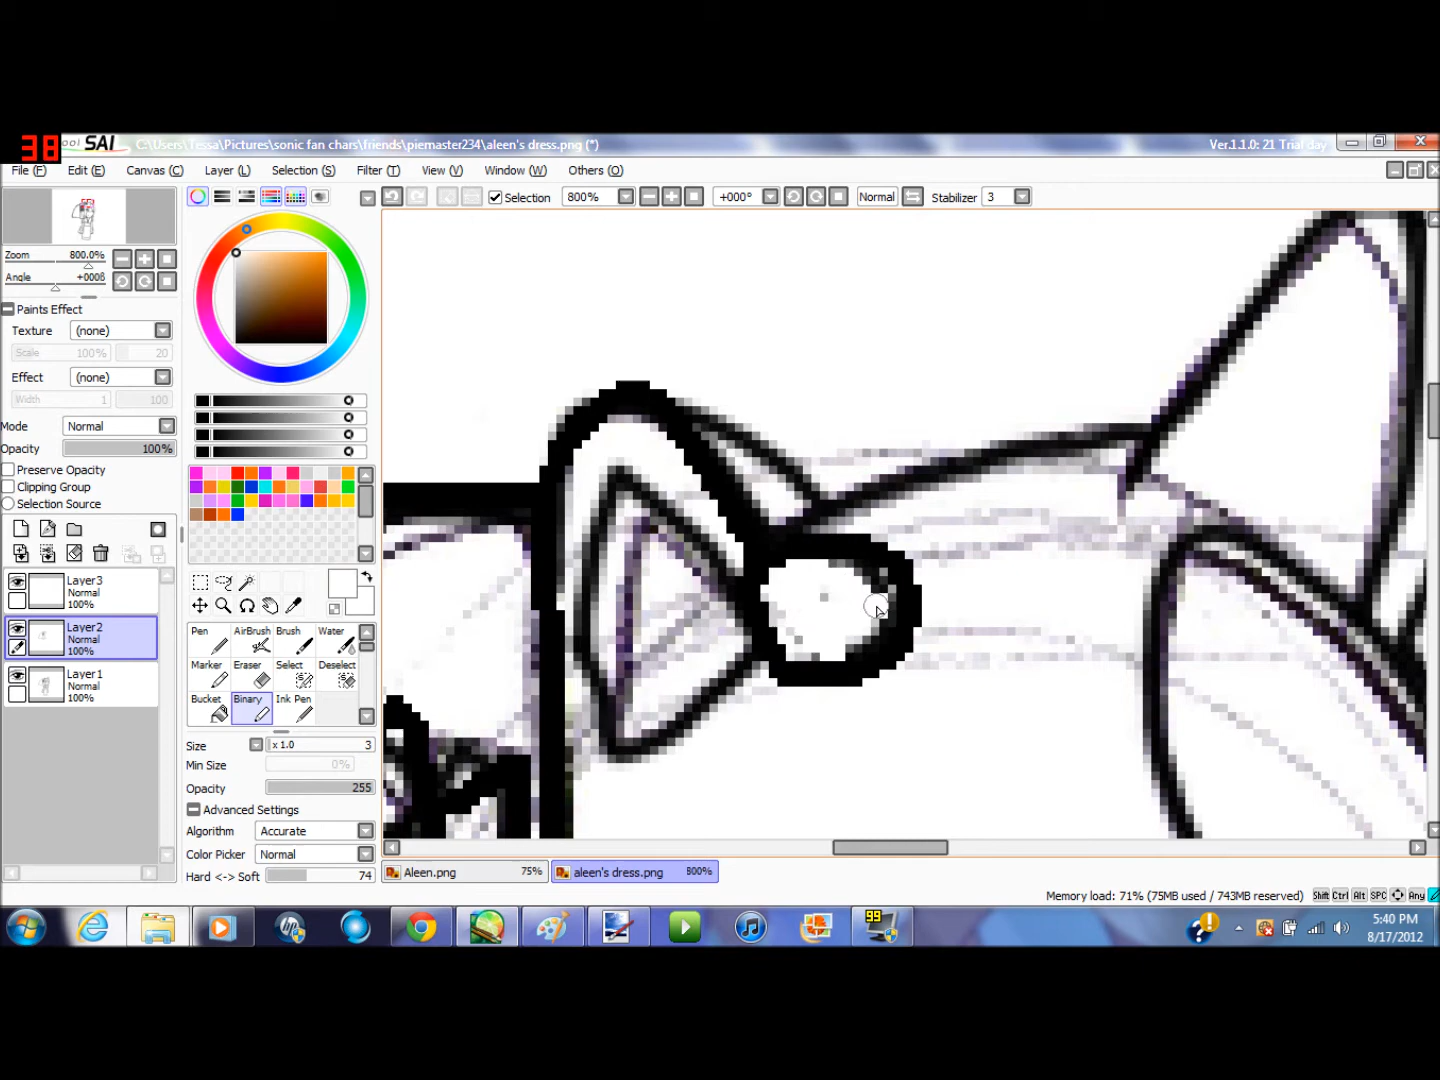 38
SAI C:\Users\Tessa\Pictures\sonic fan chars\friends\piemaster234\aleen's dress.png (*) Ver.1.1.0: 21 Trial day
File (F) Edit (E) Canvas (C) Layer (L) Selection (S) Filter (T) View (V) Window (W) Others (O)
Selection 800% +000° Normal Stabilizer 3
Zoom 800.0%
Angle +000ß
Paints Effect
Texture (none)
Scale 100% 20
Effect (none)
Width 1 100
Mode Normal
Opacity 100%
Preserve Opacity
Clipping Group
Selection Source
Layer3
Normal
100%
Layer2
Normal
100%
Layer1
Normal
100%
Pen AirBrush Brush Water
Marker Eraser Select Deselect
Bucket Binary Ink Pen
Size x 1.0 3
Min Size 0%
Opacity 255
Advanced Settings
Algorithm Accurate
Color Picker Normal
Hard <-> Soft 74
Aleen.png 75% aleen's dress.png 800%
Memory load: 71% (75MB used / 743MB reserved) Shift Ctrl Alt SPC Any
99
5:40 PM
8/17/2012